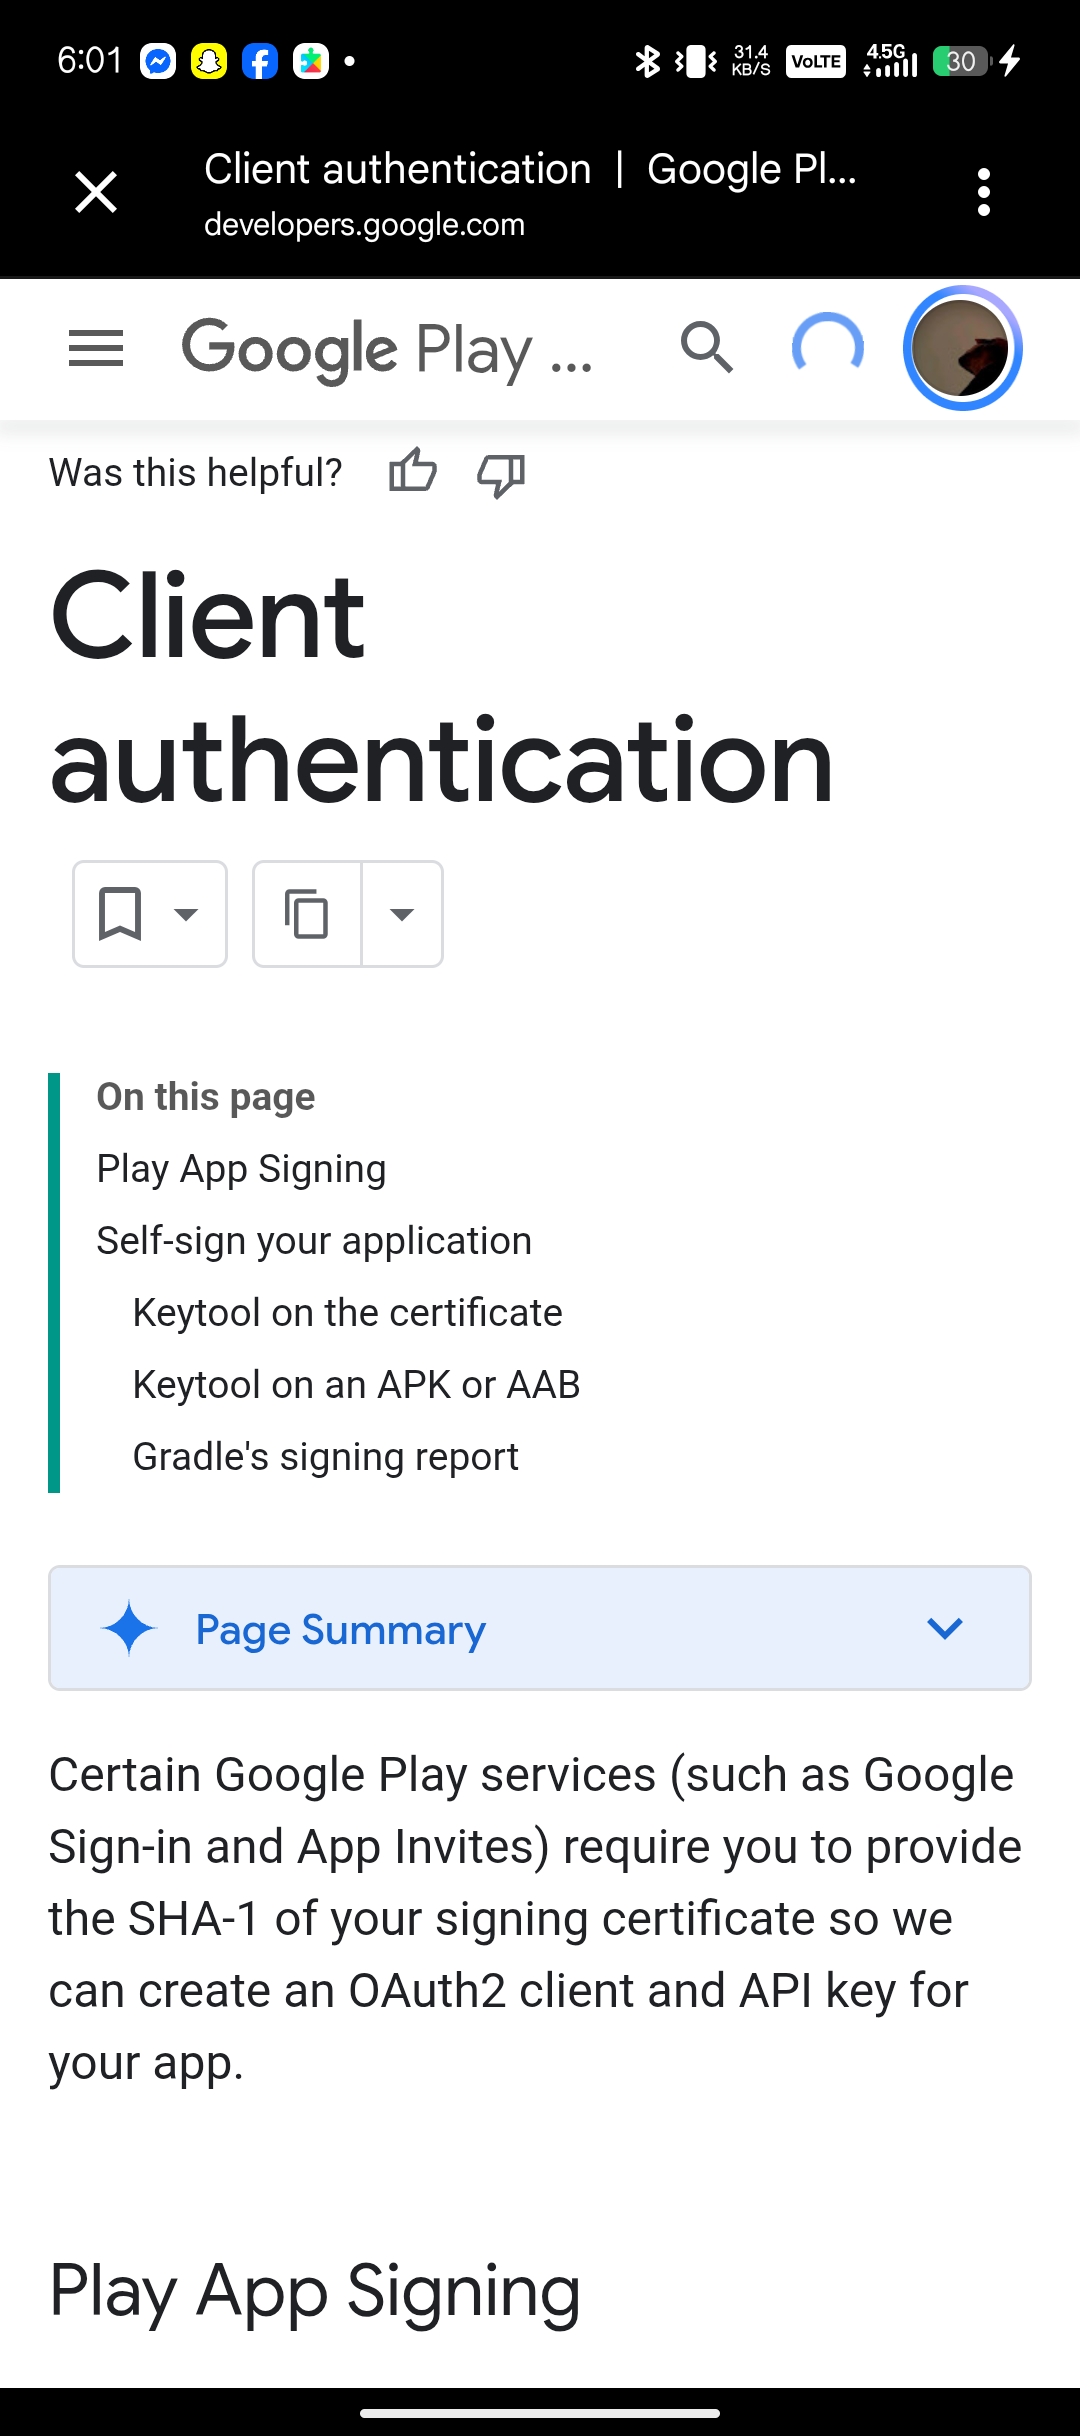 6:01
31.4
KB/S
VoLTE
4.5G
30
Client authentication | Google Pl...
developers.google.com
Google Play ...
Was this helpful?
Client
authentication
On this page
Play App Signing
Self-sign your application
Keytool on the certificate
Keytool on an APK or AAB
Gradle's signing report
Page Summary
Certain Google Play services (such as Google
Sign-in and App Invites) require you to provide
the SHA-1 of your signing certificate so we
can create an OAuth2 client and API key for
your app.
Play App Signing